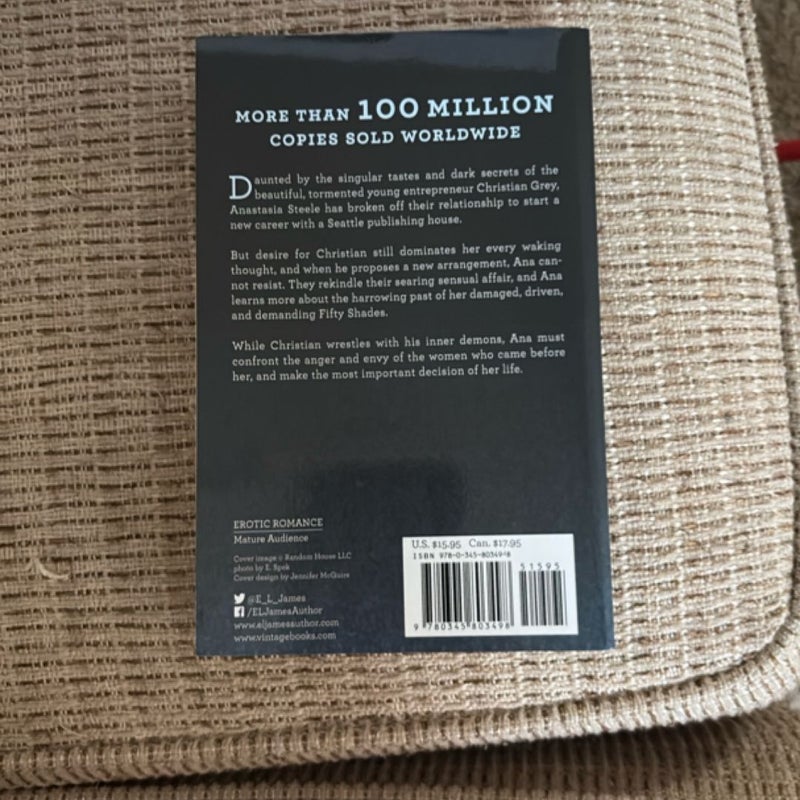 MORE THAN 100 MILLION
COPIES SOLD WORLDWIDE
Daunted by the singular tastes and dark secrets of the
beautiful, tormented young entrepreneur Christian Grey,
Anastasia Steele has broken off their relationship to start a
new career with a Seattle publishing house.
But desire for Christian still dominates her every waking
thought, and when he proposes a new arrangement, Ana can-
not resist. They rekindle their searing sensual affair, and Ana
learns more about the harrowing past of her damaged, driven,
and demanding Fifty Shades.
While Christian wrestles with his inner demons, Ana must
confront the anger and envy of the women who came before
her, and make the most important decision of her life.
EROTIC ROMANCE
Mature Audience
Cover image © Random House LLC
photo by E. Spek
Cover design by Jennifer McGuire
@E_L_James
/ELJamesAuthor
www.eljamesauthor.com
www.vintagebooks.com
U.S. $15.95 Can. $17.95
ISBN 978-0-345-80349-8
51595
9 780345 803498